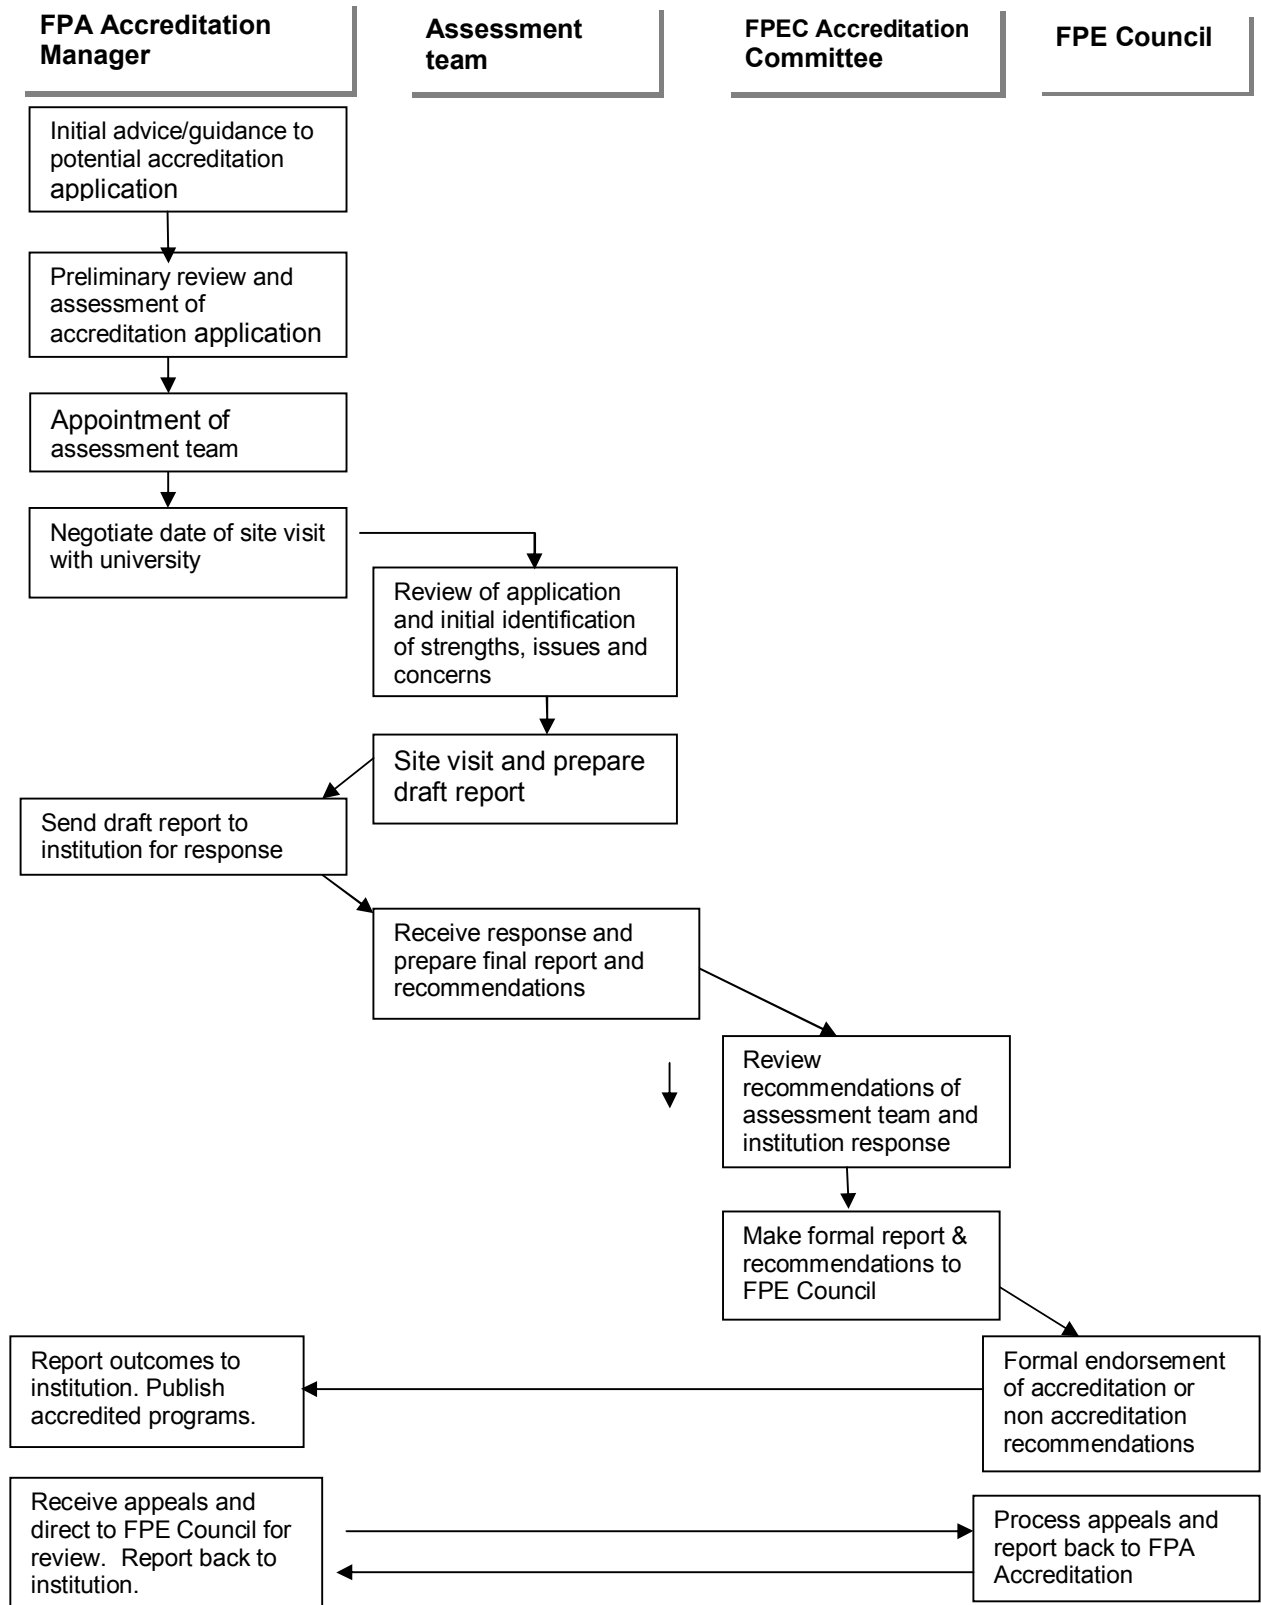 FPA Accreditation
Manager
Assessment
team
FPEC Accreditation
Committee
FPE Council
Initial advice/guidance to
potential accreditation
application
Preliminary review and
assessment of
accreditation application
Appointment of
assessment team
Negotiate date of site visit
with university
Review of application
and initial identification
of strengths, issues and
concerns
Site visit and prepare
draft report
Send draft report to
institution for response
Receive response and
prepare final report and
recommendations
Review
recommendations of
assessment team and
institution response
Make formal report &
recommendations to
FPE Council
Formal endorsement
of accreditation or
non accreditation
recommendations
Report outcomes to
institution. Publish
accredited programs.
Receive appeals and
direct to FPE Council for
review.  Report back to
institution.
Process appeals and
report back to FPA
Accreditation